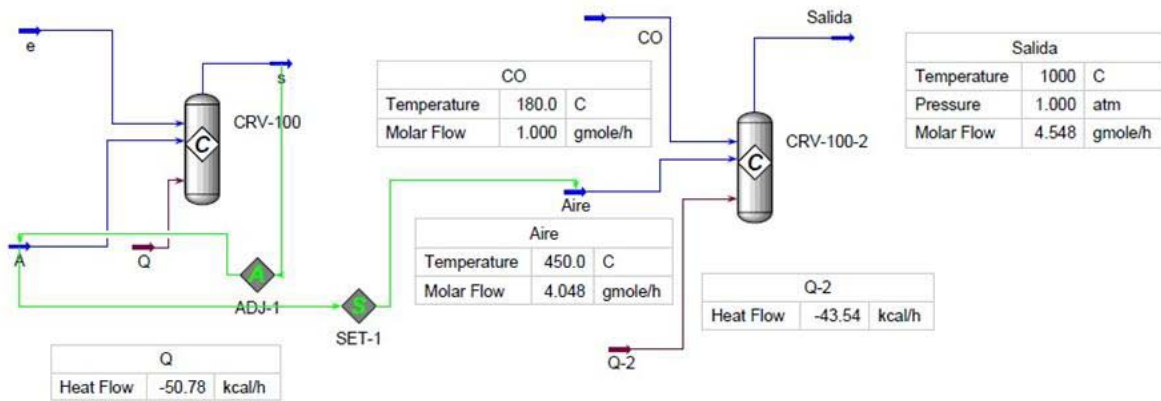 e
s
CRV-100
C
A
Q
A
ADJ-1
S
SET-1
Q
Heat Flow -50.78 kcal/h
CO
CO
Temperature 180.0 C
Molar Flow 1.000 gmole/h
Aire
Aire
Temperature 450.0 C
Molar Flow 4.048 gmole/h
Salida
C
CRV-100-2
Salida
Temperature 1000 C
Pressure 1.000 atm
Molar Flow 4.548 gmole/h
Q-2
Heat Flow -43.54 kcal/h
Q-2